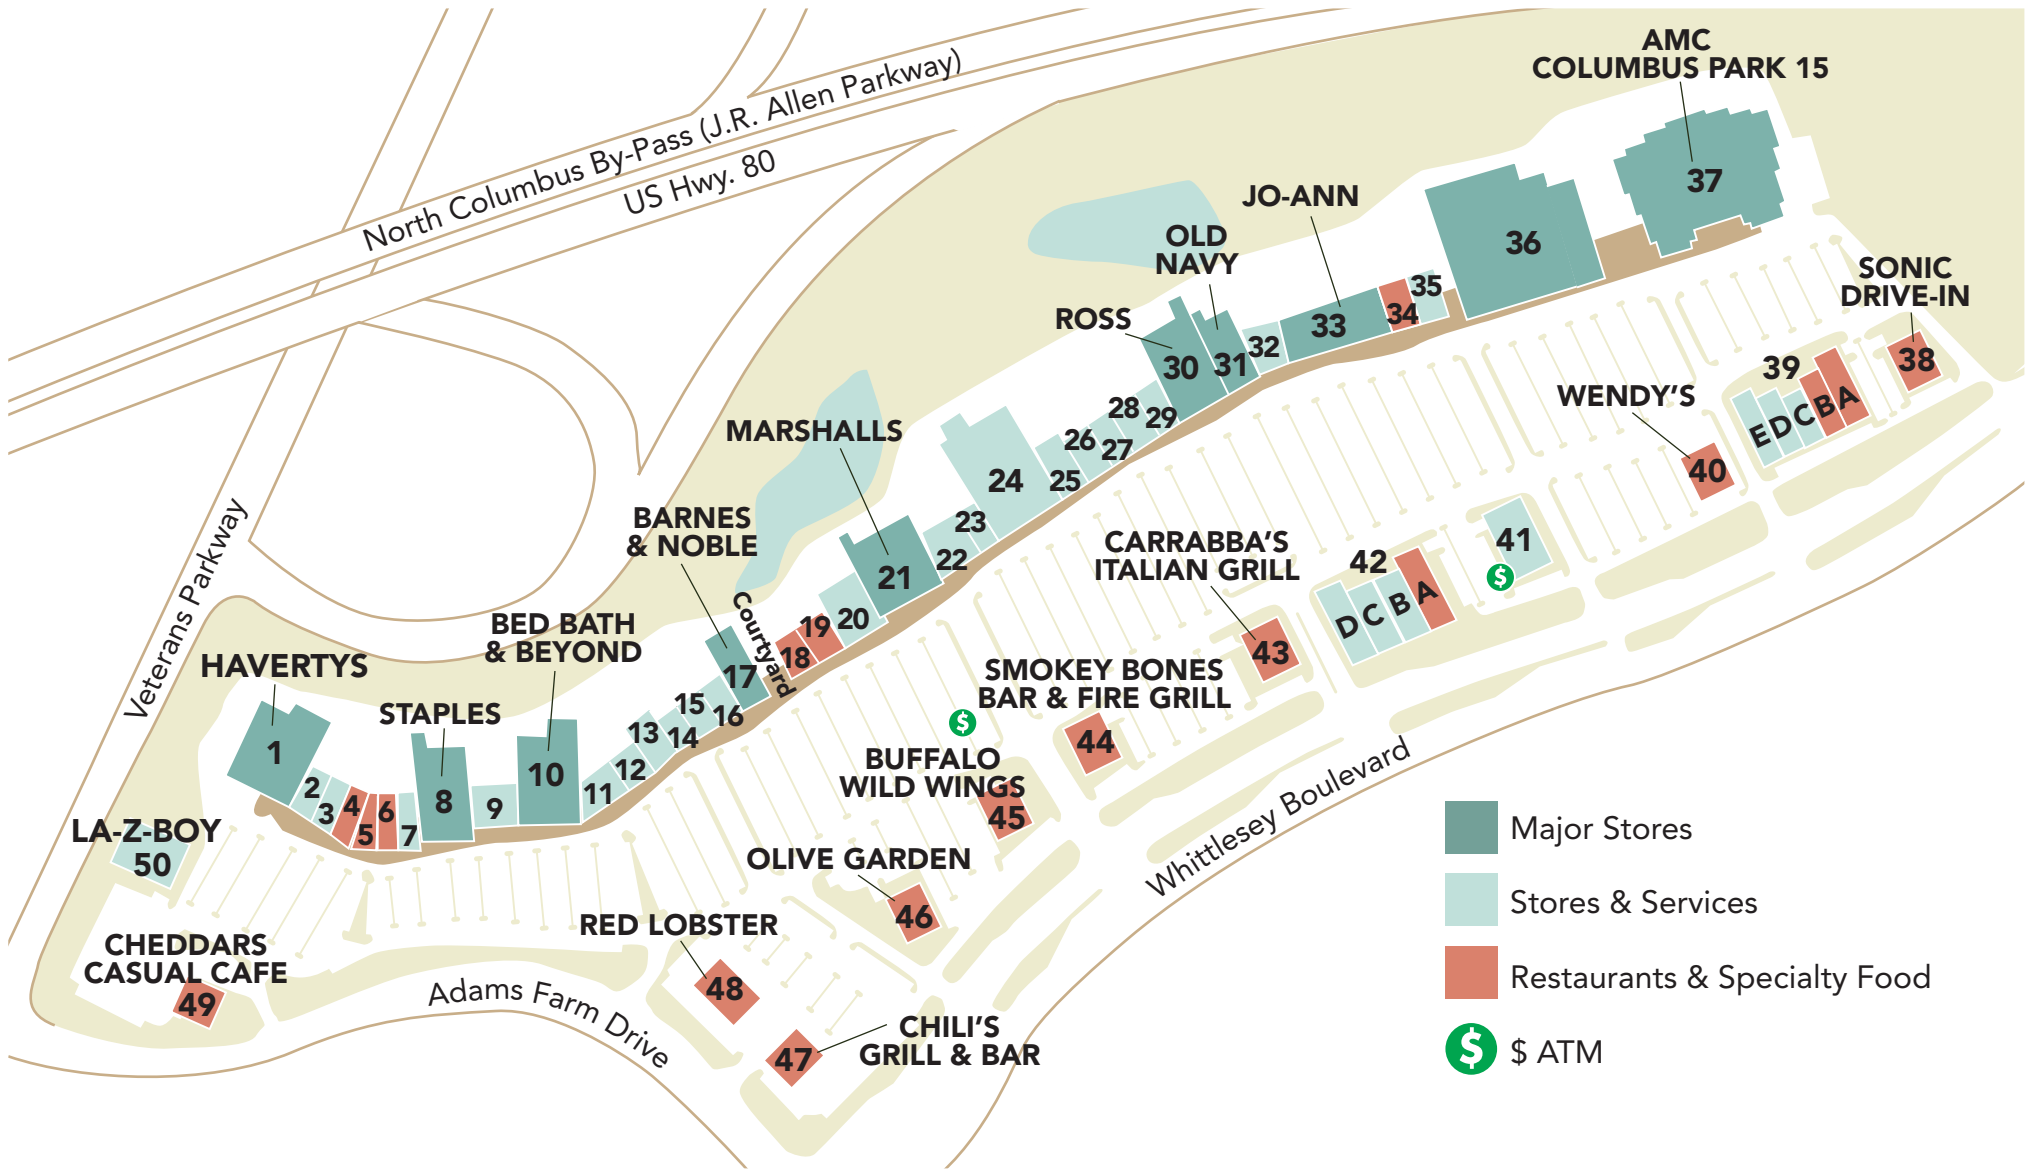 AMC
COLUMBUS PARK 15
37
North Columbus By-Pass (J.R. Allen Parkway)
US Hwy. 80
JO-ANN
36
OLD
NAVY
SONIC
DRIVE-IN
38
35
34
33
32
31
ROSS
30
29
28
27
26
25
24
23
22
39
E D C B A
WENDY'S
40
MARSHALLS
21
20
19
18
Courtyard
BARNES
& NOBLE
17
16
15
14
13
12
11
41
$
42
D C B A
CARRABBA'S
ITALIAN GRILL
43
Veterans Parkway
BED BATH
& BEYOND
10
9
HAVERTYS
1
STAPLES
8
2
3
4
5
6
7
SMOKEY BONES
BAR & FIRE GRILL
44
$
BUFFALO
WILD WINGS
45
Whittlesey Boulevard
LA-Z-BOY
50
OLIVE GARDEN
46
RED LOBSTER
48
CHEDDARS
CASUAL CAFE
49
Adams Farm Drive
CHILI'S
GRILL & BAR
47
Major Stores
Stores & Services
Restaurants & Specialty Food
$ $ ATM